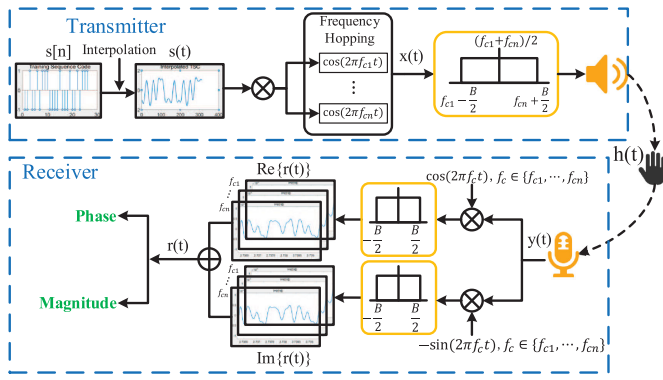 Transmitter
s[n]
Interpolation
s(t)
Training Sequence Code
Interpolated TSC
Frequency
Hopping
cos(2πf_{c1}t)
⋮
cos(2πf_{cn}t)
x(t)
(f_{c1}+f_{cn})/2
f_{c1} − B/2
f_{cn} + B/2
h(t)
Receiver
Re{r(t)}
f_{c1}
⋮
f_{cn}
cos(2πf_c t), f_c ∈ {f_{c1}, ⋯, f_{cn}}
− B/2
B/2
Phase
r(t)
y(t)
Magnitude
f_{c1}
⋮
f_{cn}
− B/2
B/2
−sin(2πf_c t), f_c ∈ {f_{c1}, ⋯, f_{cn}}
Im{r(t)}